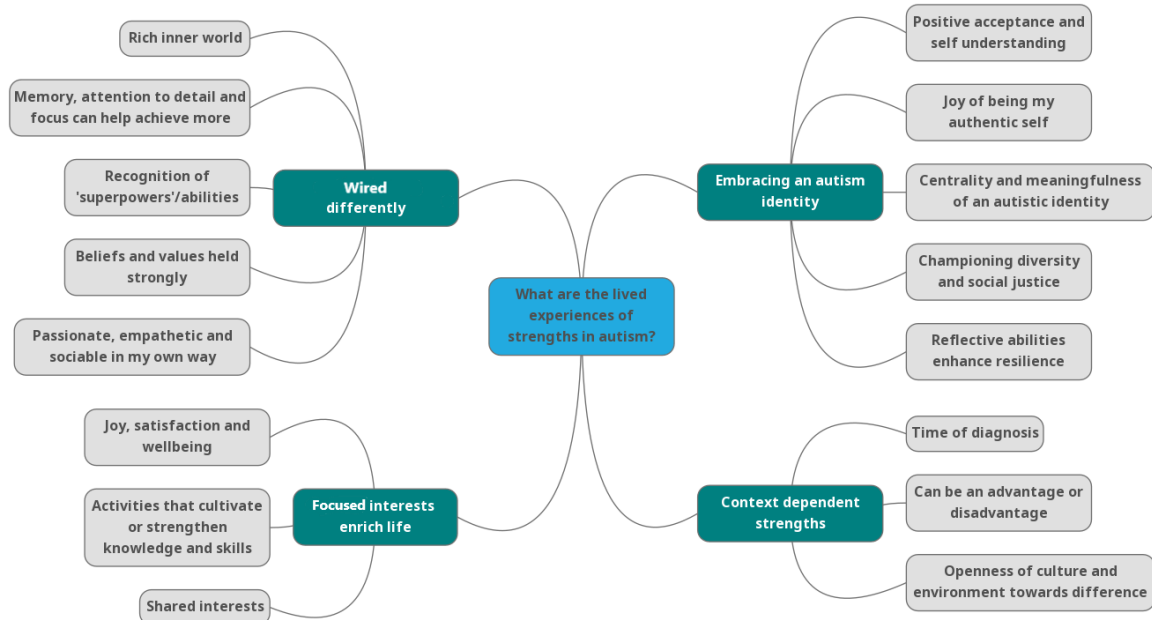 What are the lived
experiences of
strengths in autism?
Wired
differently
Rich inner world
Memory, attention to detail and
focus can help achieve more
Recognition of
'superpowers'/abilities
Beliefs and values held
strongly
Passionate, empathetic and
sociable in my own way
Focused interests
enrich life
Joy, satisfaction and
wellbeing
Activities that cultivate
or strengthen
knowledge and skills
Shared interests
Embracing an autism
identity
Positive acceptance and
self understanding
Joy of being my
authentic self
Centrality and meaningfulness
of an autistic identity
Championing diversity
and social justice
Reflective abilities
enhance resilience
Context dependent
strengths
Time of diagnosis
Can be an advantage or
disadvantage
Openness of culture and
environment towards difference